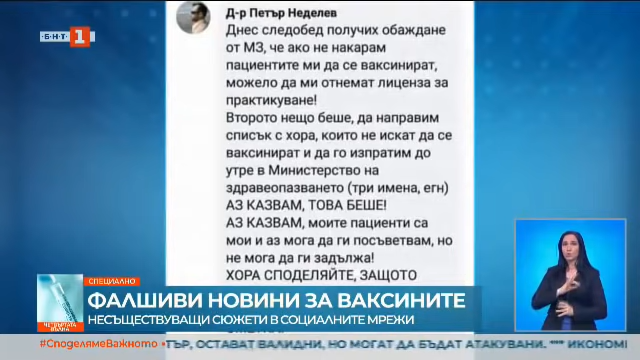 БНТ 1
Д-р Петър Неделев
Днес следобед получих обаждане
от МЗ, че ако не накарам
пациентите ми да се ваксинират,
можело да ми отнемат лиценза за
практикуване!
Второто нещо беше, да направим
списък с хора, които не искат да се
ваксинират и да го изпратим до
утре в Министерство на
здравеопазването (три имена, егн)
АЗ КАЗВАМ, ТОВА БЕШЕ!
АЗ КАЗВАМ, моите пациенти са
мои и аз мога да ги посъветвам, но
не мога да ги задължа!
ХОРА СПОДЕЛЯЙТЕ, ЗАЩОТО
СПЕЦИАЛНО
ФАЛШИВИ НОВИНИ ЗА ВАКСИНИТЕ
НЕСЪЩЕСТВУВАЩИ СЮЖЕТИ В СОЦИАЛНИТЕ МРЕЖИ
ЧЕТВЪРТАТА
ВЪЛНА
#СподелямеВажното ТЪР, ОСТАВАТ ВАЛИДНИ, НО МОГАТ ДА БЪДАТ АТАКУВАНИ. *** ИКОНОМИ